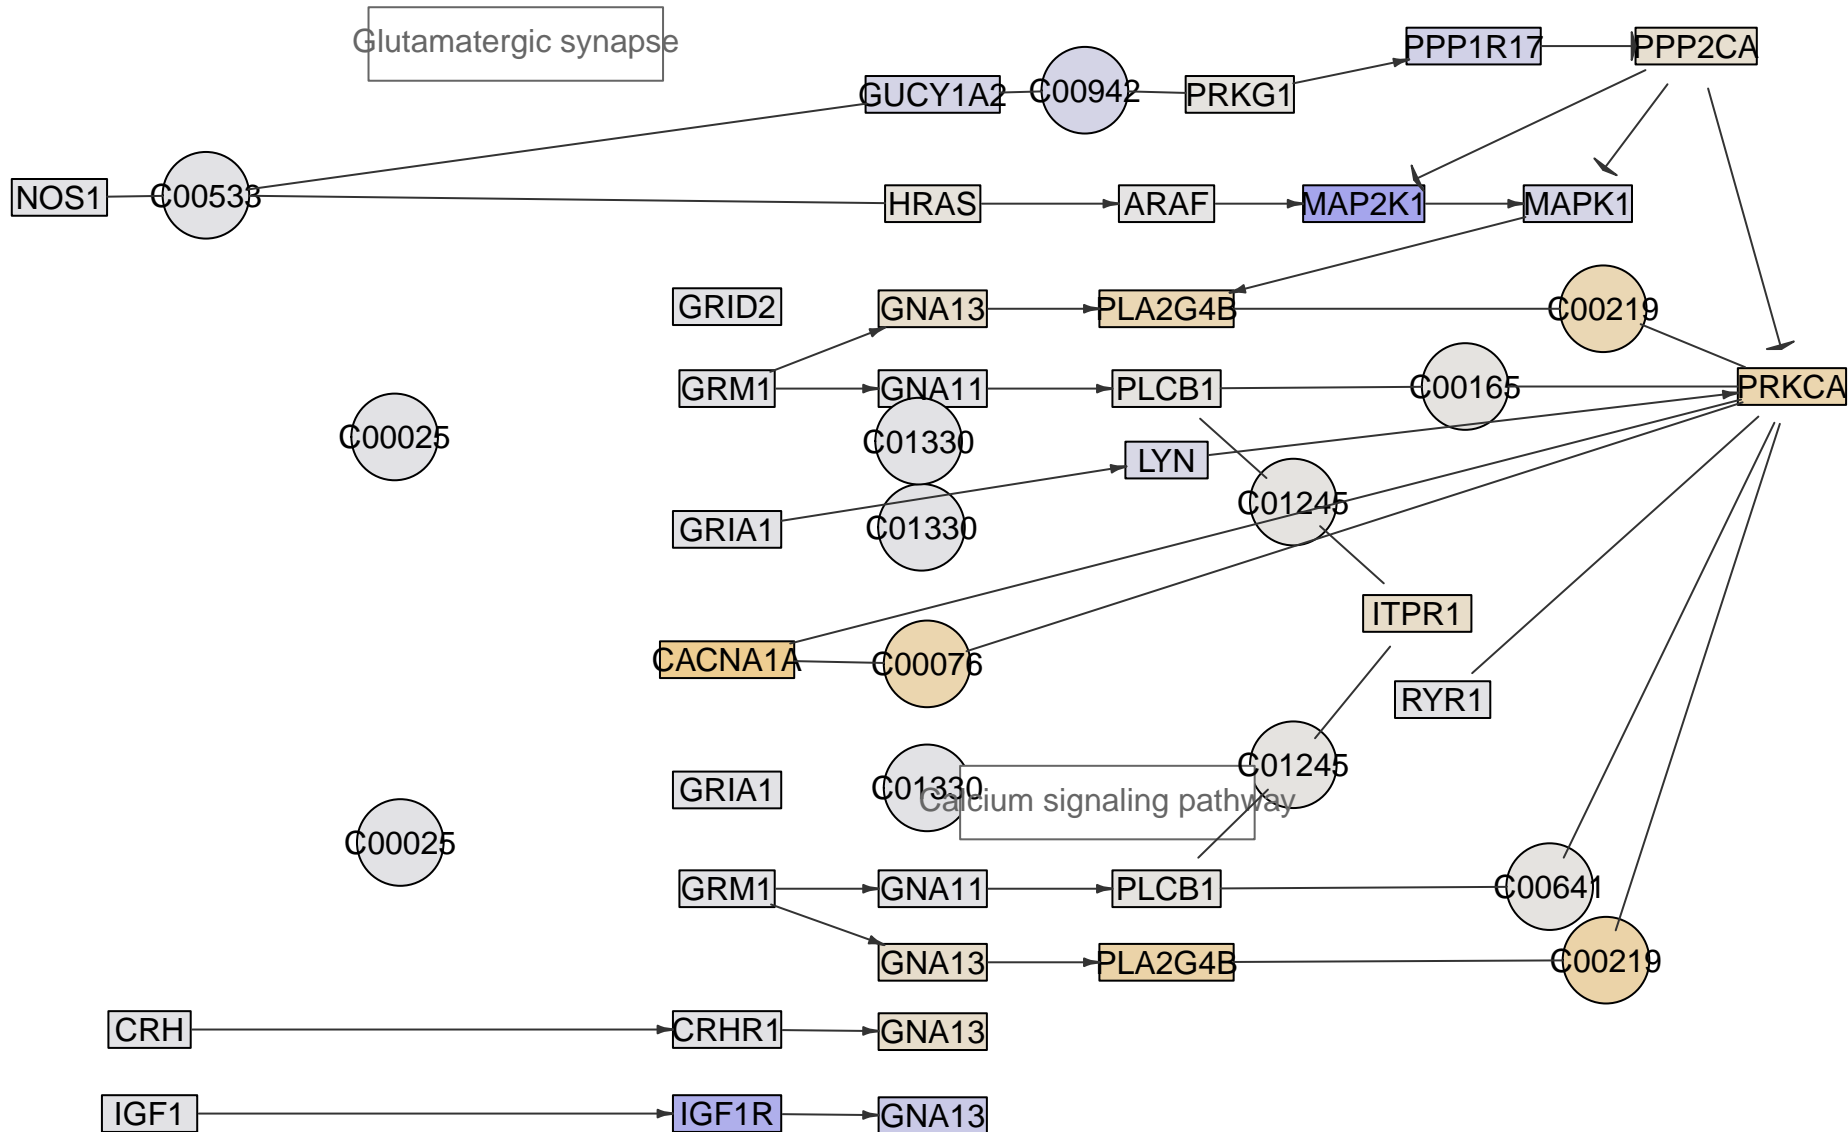 Glutamatergic synapse
PPP1R17
PPP2CA
GUCY1A2
C00942
PRKG1
NOS1
C00533
HRAS
ARAF
MAP2K1
MAPK1
GRID2
GNA13
PLA2G4B
C00219
GRM1
GNA11
PLCB1
C00165
PRKCA
C00025
C01330
LYN
GRIA1
C01330
C01245
ITPR1
CACNA1A
C00076
RYR1
GRIA1
C01330
C01245
Calcium signaling pathway
C00025
GRM1
GNA11
PLCB1
C00641
GNA13
PLA2G4B
C00219
CRH
CRHR1
GNA13
IGF1
IGF1R
GNA13